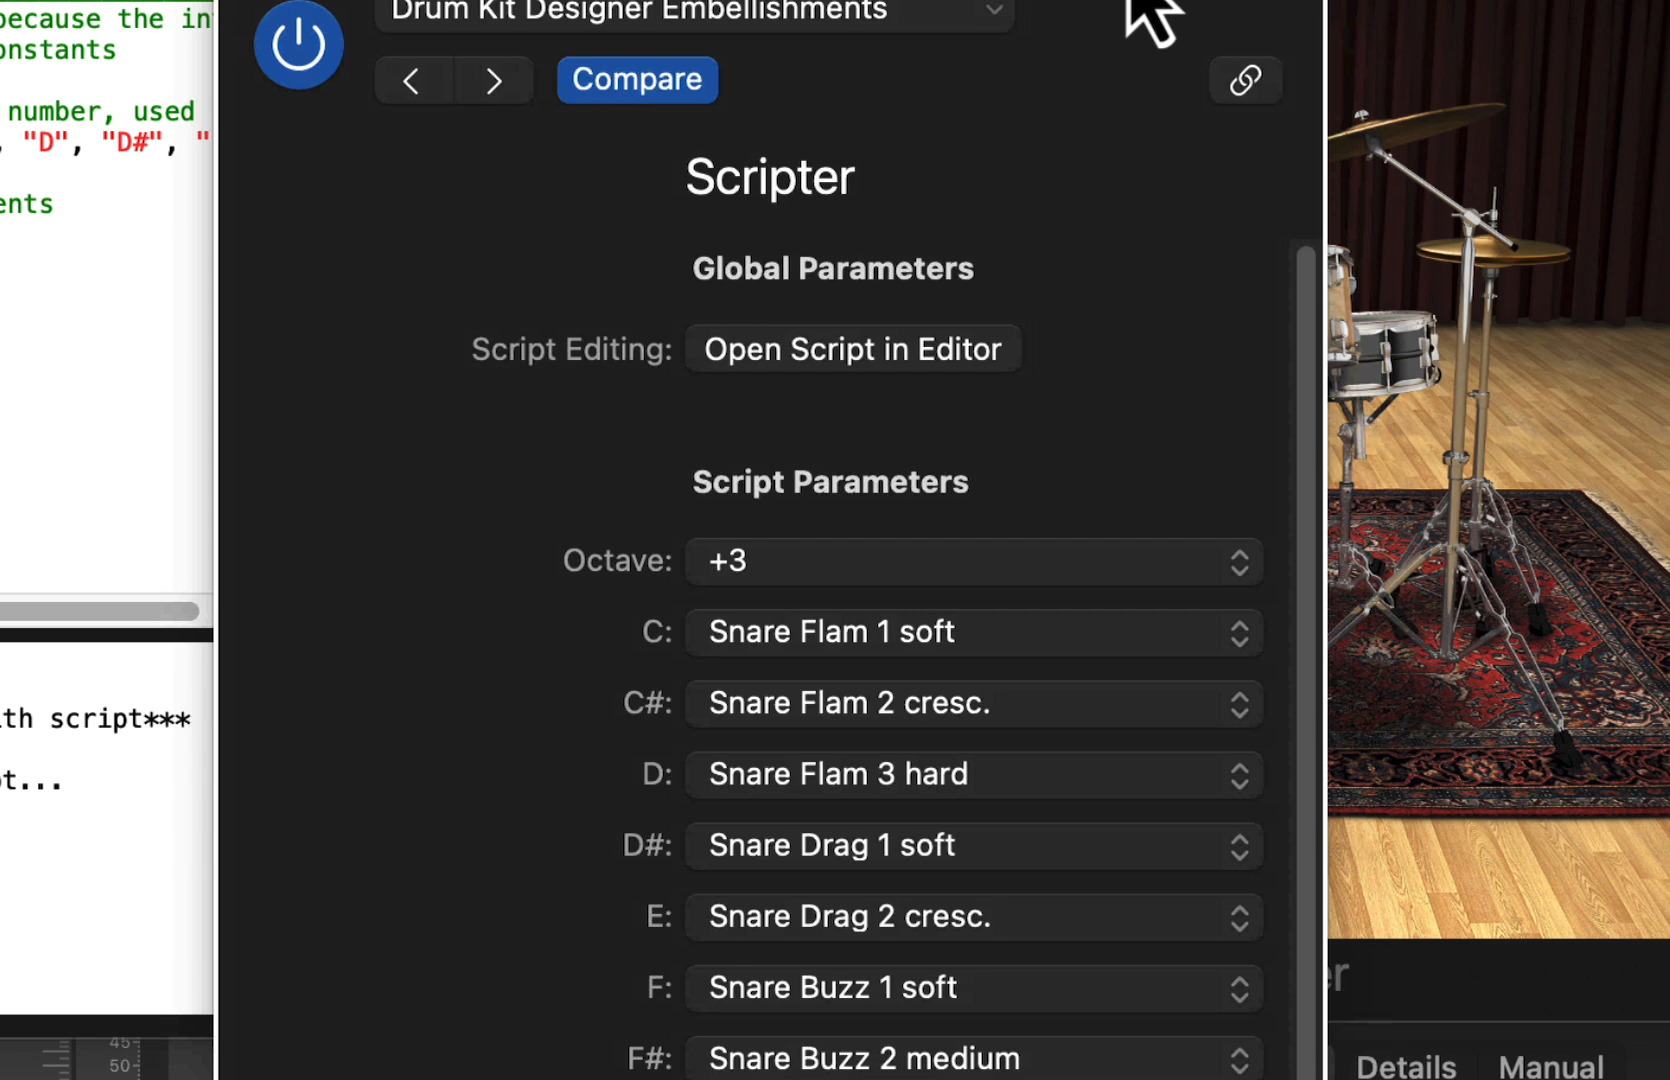 because the in
onstants
number, used
, "D", "D#", "
ents
th script***
t...
45
50
Drum Kit Designer Embellishments
Compare
Scripter
Global Parameters
Script Editing: Open Script in Editor
Script Parameters
Octave: +3
C: Snare Flam 1 soft
C#: Snare Flam 2 cresc.
D: Snare Flam 3 hard
D#: Snare Drag 1 soft
E: Snare Drag 2 cresc.
F: Snare Buzz 1 soft
F#: Snare Buzz 2 medium
er
Details Manual